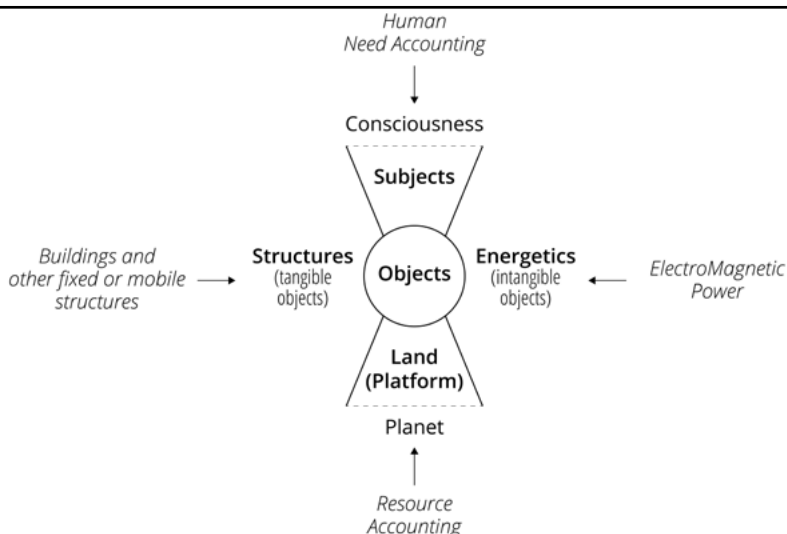 Human
Need Accounting
Consciousness
Subjects
Buildings and
other fixed or mobile
structures
Structures
(tangible
objects)
Objects
Energetics
(intangible
objects)
ElectroMagnetic
Power
Land
(Platform)
Planet
Resource
Accounting